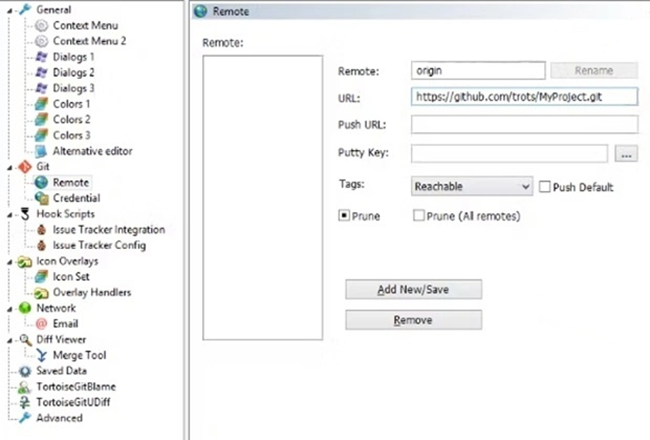 General
Context Menu
Context Menu 2
Dialogs 1
Dialogs 2
Dialogs 3
Colors 1
Colors 2
Colors 3
Alternative editor
Git
Remote
Credential
Hook Scripts
Issue Tracker Integration
Issue Tracker Config
Icon Overlays
Icon Set
Overlay Handlers
Network
Email
Diff Viewer
Merge Tool
Saved Data
TortoiseGitBlame
TortoiseGitUDiff
Advanced
Remote
Remote:
Remote: origin Rename
URL: https://github.com/trots/MyProject.git
Push URL:
Putty Key: ...
Tags: Reachable Push Default
Prune Prune (All remotes)
Add New/Save
Remove